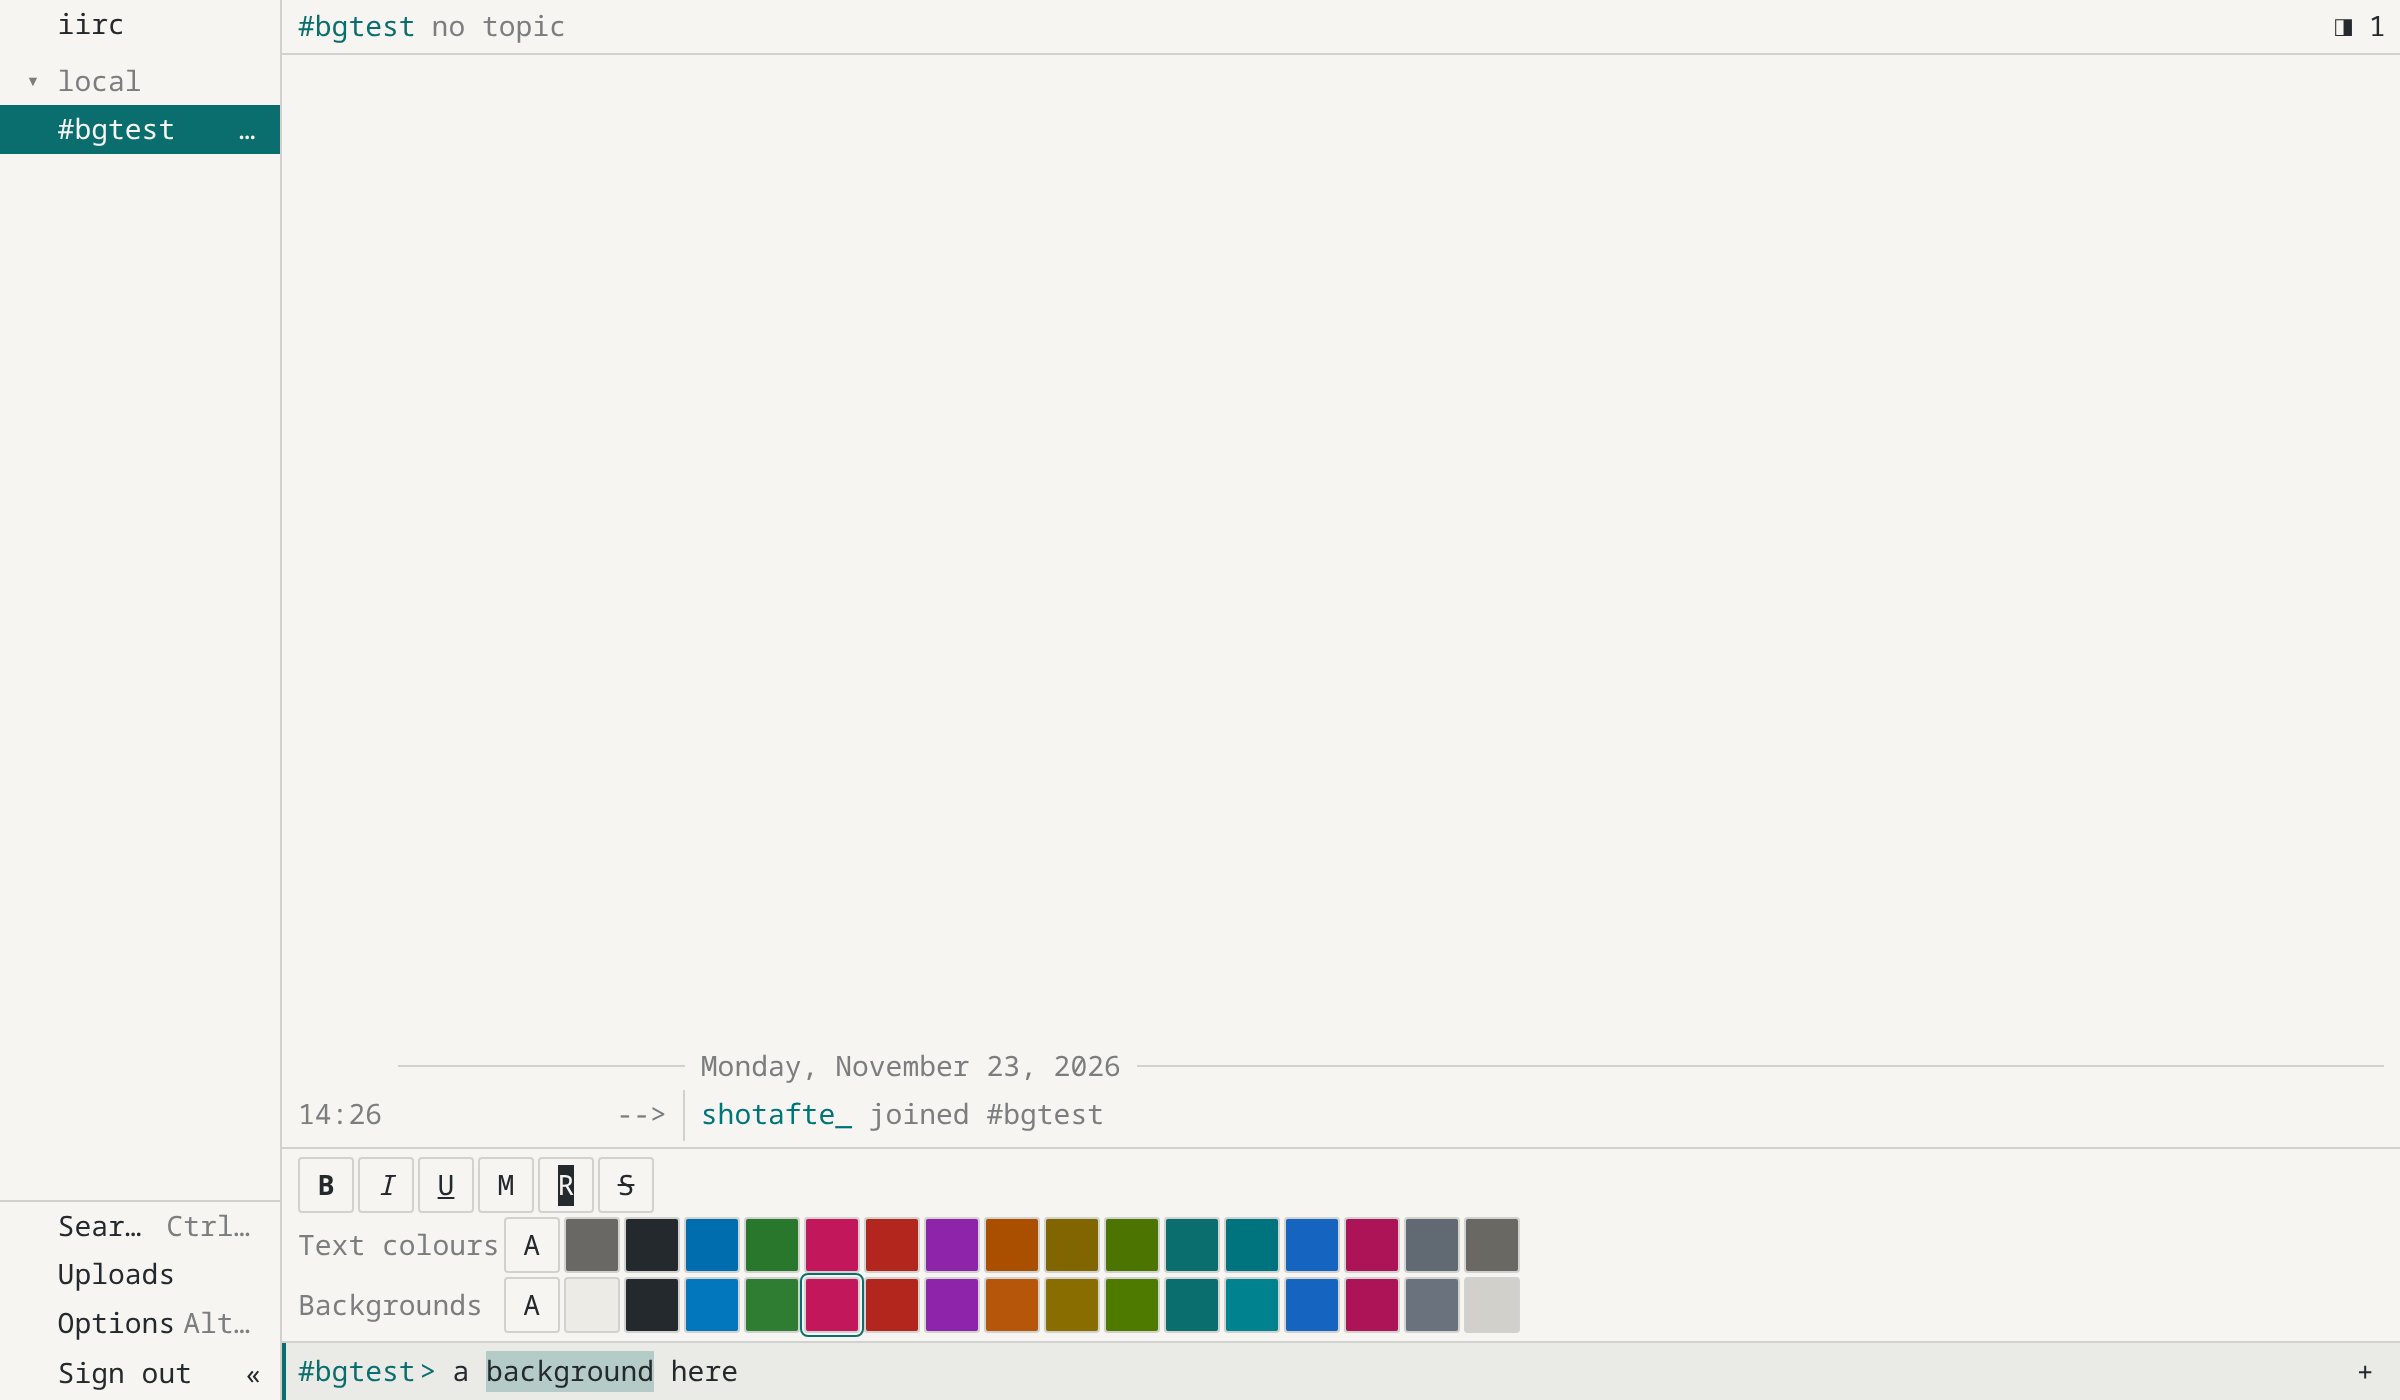 iirc
▾ local
#bgtest …
Sear… Ctrl…
Uploads
Options Alt…
Sign out «
#bgtest no topic ◨ 1
Monday, November 23, 2026
14:26 --> shotafte_ joined #bgtest
B I U M R S
Text colours A
Backgrounds A
#bgtest> a background here +